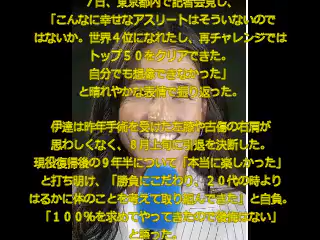 ７日、東京都内で記者会見し、
「こんなに幸せなアスリートはそういないので
はないか。世界４位になれたし、再チャレンジでは
トップ５０をクリアできた。
自分でも想像できなかった」
と晴れやかな表情で振り返った。
伊達は昨年手術を受けた左膝や古傷の右肩が
思わしくなく、８月上旬に引退を決断した。
現役復帰後の９年半について「本当に楽しかった」
と打ち明け、「勝負にこだわり、２０代の時より
はるかに体のことを考えて取り組んできた」と自負。
「１００％を求めてやってきたので後悔はない」
と語った。